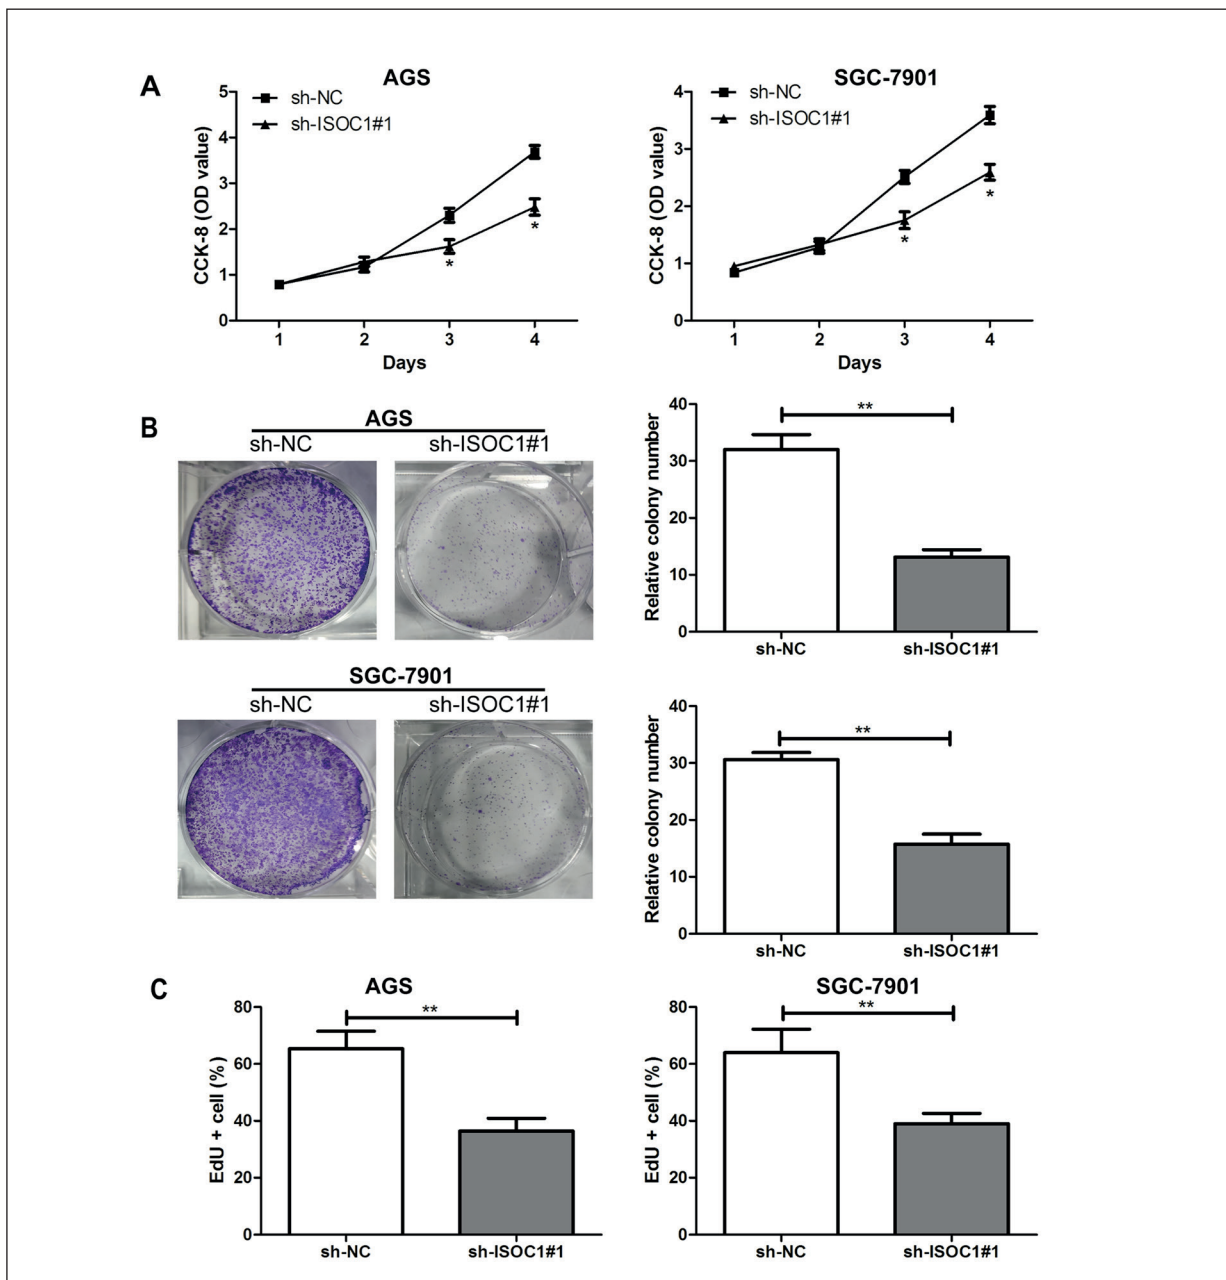 A
AGS
sh-NC
sh-ISOC1#1
CCK-8 (OD value)
5
4
3
2
1
0
*
*
1 2 3 4
Days
SGC-7901
sh-NC
sh-ISOC1#1
CCK-8 (OD value)
4
3
2
1
0
*
*
1 2 3 4
Days
B
AGS
sh-NC sh-ISOC1#1
Relative colony number
40
30
20
10
0
**
sh-NC sh-ISOC1#1
SGC-7901
sh-NC sh-ISOC1#1
Relative colony number
40
30
20
10
0
**
sh-NC sh-ISOC1#1
C
AGS
EdU + cell (%)
80
60
40
20
0
**
sh-NC sh-ISOC1#1
SGC-7901
EdU + cell (%)
80
60
40
20
0
**
sh-NC sh-ISOC1#1